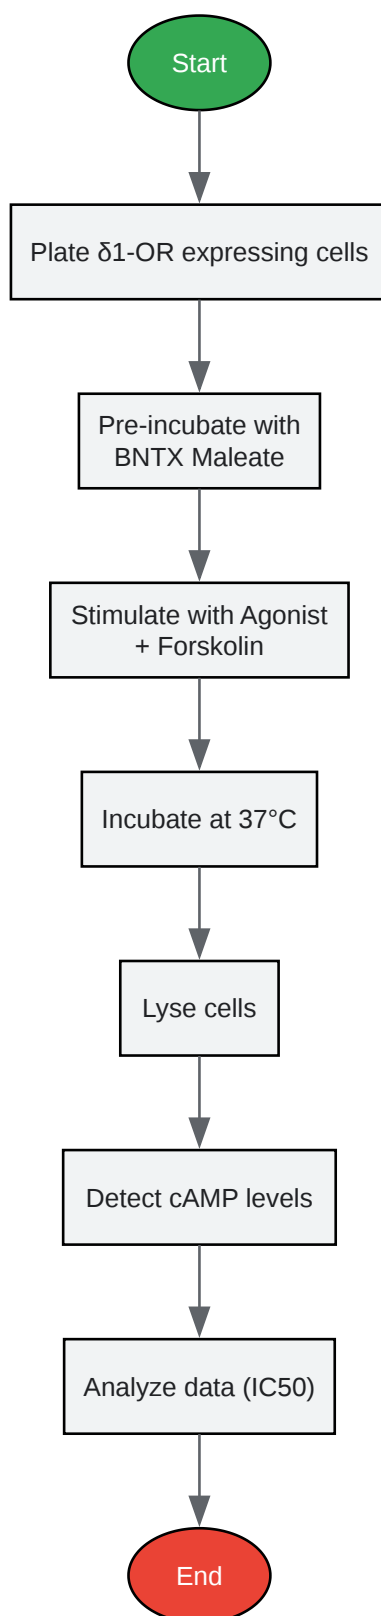 Start
Plate δ1-OR expressing cells
Pre-incubate with
BNTX Maleate
Stimulate with Agonist
+ Forskolin
Incubate at 37°C
Lyse cells
Detect cAMP levels
Analyze data (IC50)
End